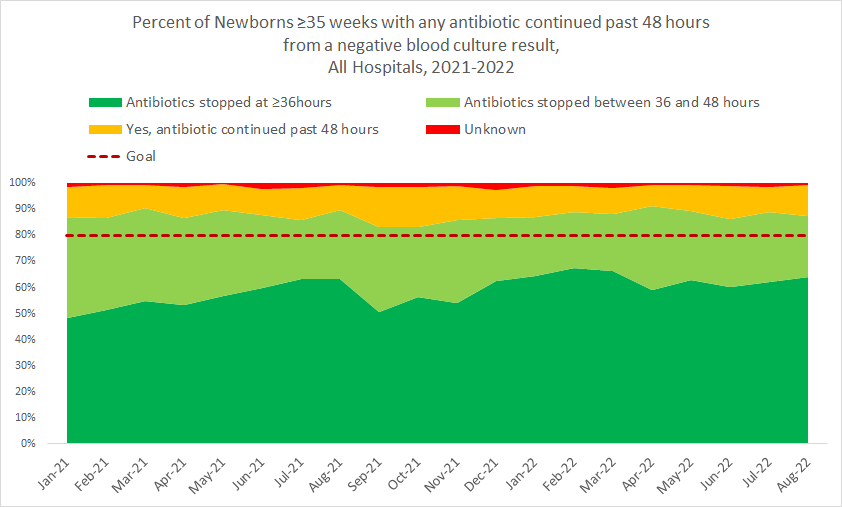 Percent of Newborns ≥35 weeks with any antibiotic continued past 48 hours
from a negative blood culture result,
All Hospitals, 2021-2022
Antibiotics stopped at ≥36hours
Antibiotics stopped between 36 and 48 hours
Yes, antibiotic continued past 48 hours
Unknown
Goal
100%
90%
80%
70%
60%
50%
40%
30%
20%
10%
0%
Jan-21
Feb-21
Mar-21
Apr-21
May-21
Jun-21
Jul-21
Aug-21
Sep-21
Oct-21
Nov-21
Dec-21
Jan-22
Feb-22
Mar-22
Apr-22
May-22
Jun-22
Jul-22
Aug-22